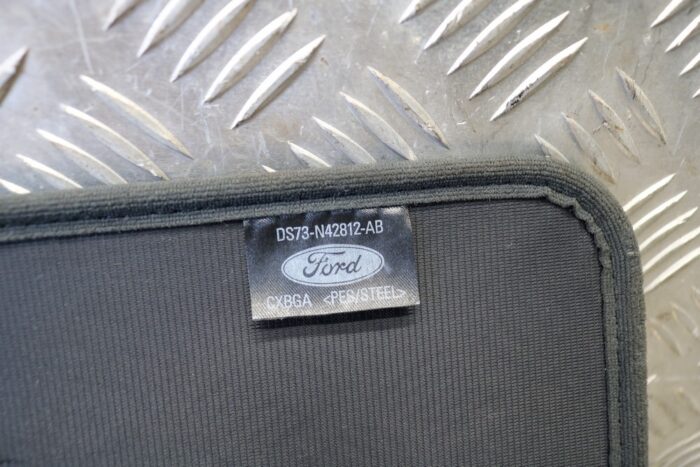 DS73-N42812-AB
Ford
CXBGA <PES/STEEL>